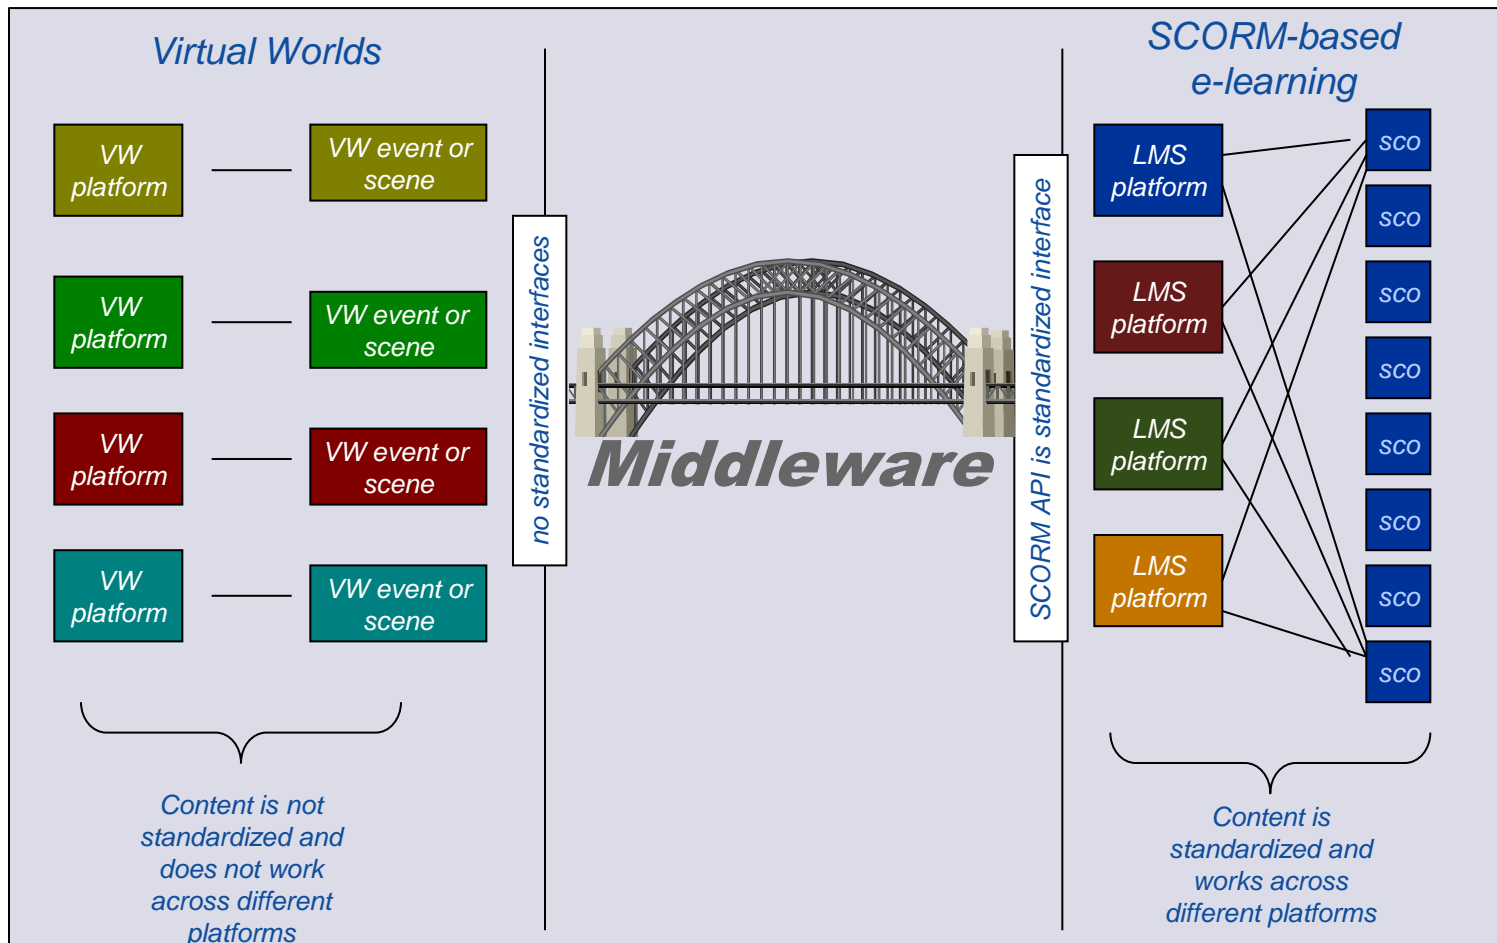 Virtual Worlds
VW
platform
VW event or
scene
VW
platform
VW event or
scene
VW
platform
VW event or
scene
VW
platform
VW event or
scene
Content is not
standardized and
does not work
across different
platforms
no standardized interfaces
Middleware
SCORM API is standardized interface
SCORM-based
e-learning
LMS
platform
LMS
platform
LMS
platform
LMS
platform
sco
sco
sco
sco
sco
sco
sco
sco
Content is
standardized and
works across
different platforms